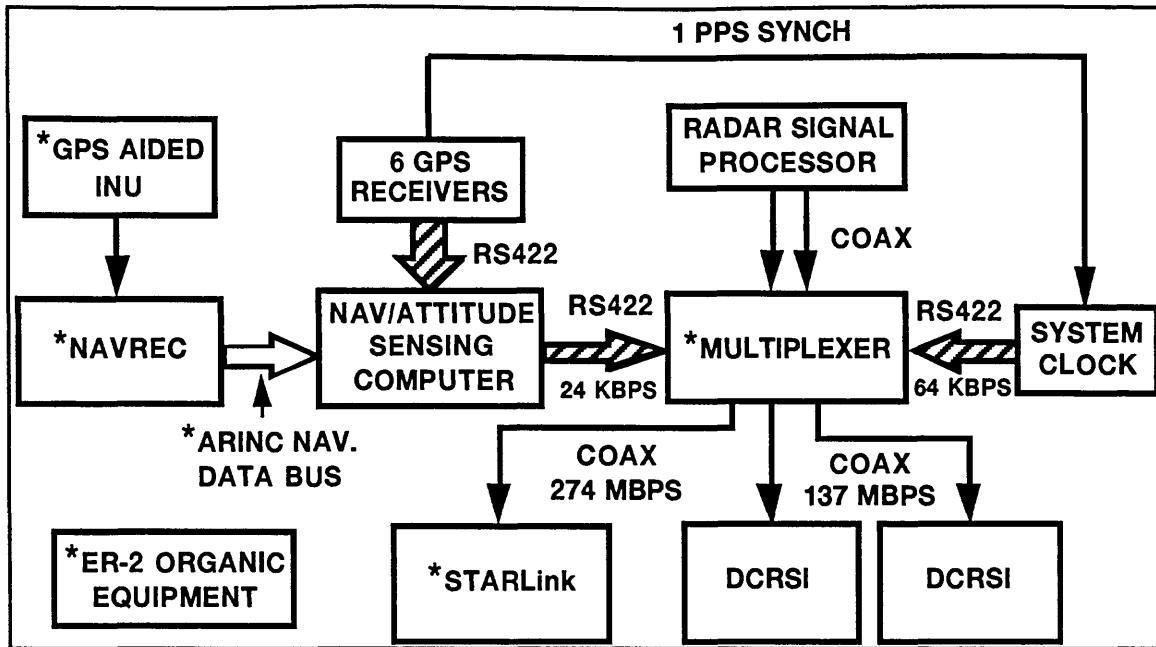 1 PPS SYNCH
*GPS AIDED
INU
6 GPS
RECEIVERS
RADAR SIGNAL
PROCESSOR
RS422
COAX
*NAVREC
NAV/ATTITUDE
SENSING
COMPUTER
RS422
24 KBPS
*MULTIPLEXER
RS422
64 KBPS
SYSTEM
CLOCK
*ARINC NAV.
DATA BUS
COAX
274 MBPS
COAX
137 MBPS
*ER-2 ORGANIC
EQUIPMENT
*STARLink
DCRSI
DCRSI